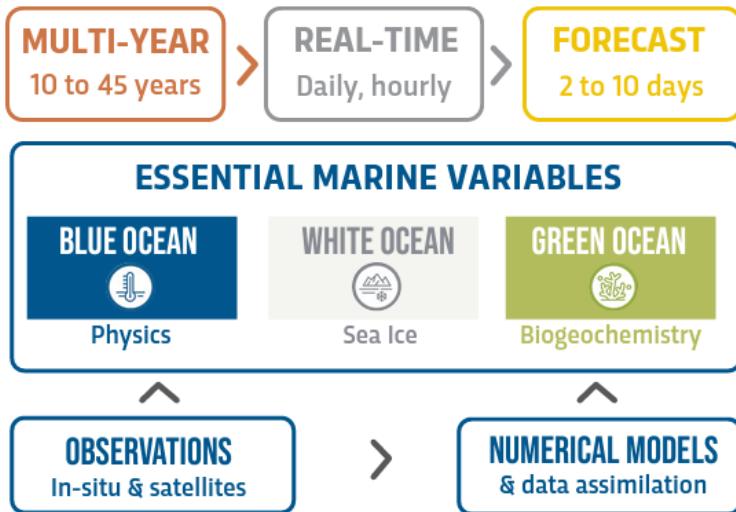 MULTI-YEAR
10 to 45 years
REAL-TIME
Daily, hourly
FORECAST
2 to 10 days
ESSENTIAL MARINE VARIABLES
BLUE OCEAN
Physics
WHITE OCEAN
Sea Ice
GREEN OCEAN
Biogeochemistry
OBSERVATIONS
In-situ & satellites
NUMERICAL MODELS
& data assimilation